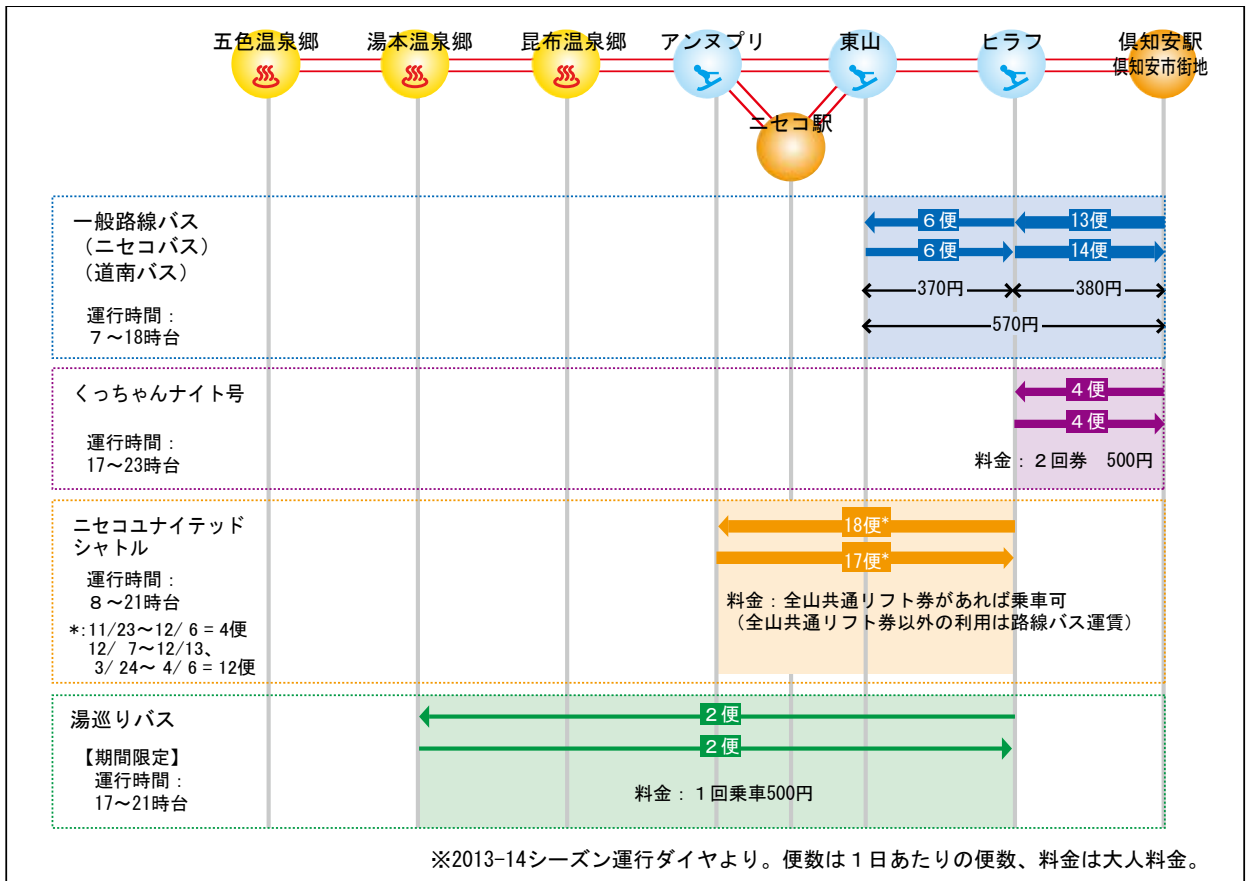 五色温泉郷
湯本温泉郷
昆布温泉郷
アンヌプリ
東山
ヒラフ
倶知安駅
倶知安市街地
ニセコ駅
一般路線バス
（ニセコバス）
（道南バス）
運行時間：
７～18時台
６便
13便
６便
14便
370円
380円
570円
くっちゃんナイト号
運行時間：
17～23時台
４便
４便
料金：２回券　500円
ニセコユナイテッド
シャトル
運行時間：
８～21時台
*:11/23～12/ 6 = 4便
12/ 7～12/13、
3/ 24～ 4/ 6 = 12便
18便*
17便*
料金：全山共通リフト券があれば乗車可
（全山共通リフト券以外の利用は路線バス運賃）
湯巡りバス
【期間限定】
運行時間：
17～21時台
２便
２便
料金：１回乗車500円
※2013-14シーズン運行ダイヤより。便数は１日あたりの便数、料金は大人料金。